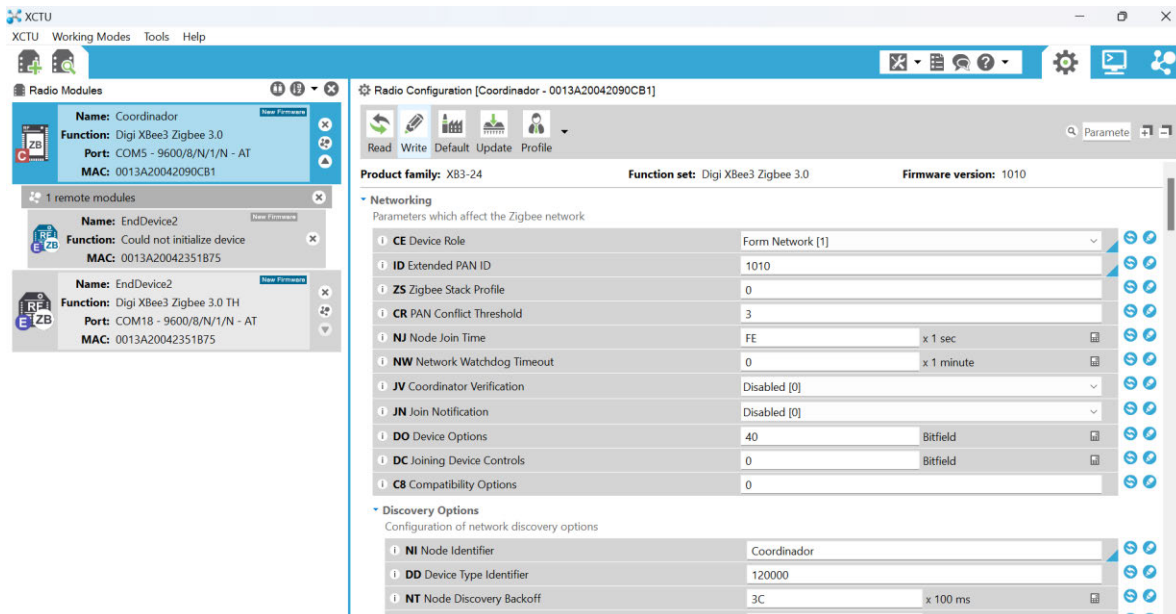 XCTU
XCTU Working Modes Tools Help
Radio Modules
Name: Coordinador
New Firmware
Function: Digi XBee3 Zigbee 3.0
Port: COM5 - 9600/8/N/1/N - AT
MAC: 0013A20042090CB1
ZB
C
1 remote modules
Name: EndDevice2
New Firmware
Function: Could not initialize device
MAC: 0013A20042351B75
E ZB
Name: EndDevice2
New Firmware
Function: Digi XBee3 Zigbee 3.0 TH
Port: COM18 - 9600/8/N/1/N - AT
MAC: 0013A20042351B75
RF
E ZB
Radio Configuration [Coordinador - 0013A20042090CB1]
Read Write Default Update Profile
Paramete
Product family: XB3-24 Function set: Digi XBee3 Zigbee 3.0 Firmware version: 1010
Networking
Parameters which affect the Zigbee network
i CE Device Role Form Network [1]
i ID Extended PAN ID 1010
i ZS Zigbee Stack Profile 0
i CR PAN Conflict Threshold 3
i NJ Node Join Time FE x 1 sec
i NW Network Watchdog Timeout 0 x 1 minute
i JV Coordinator Verification Disabled [0]
i JN Join Notification Disabled [0]
i DO Device Options 40 Bitfield
i DC Joining Device Controls 0 Bitfield
i C8 Compatibility Options 0
Discovery Options
Configuration of network discovery options
i NI Node Identifier Coordinador
i DD Device Type Identifier 120000
i NT Node Discovery Backoff 3C x 100 ms